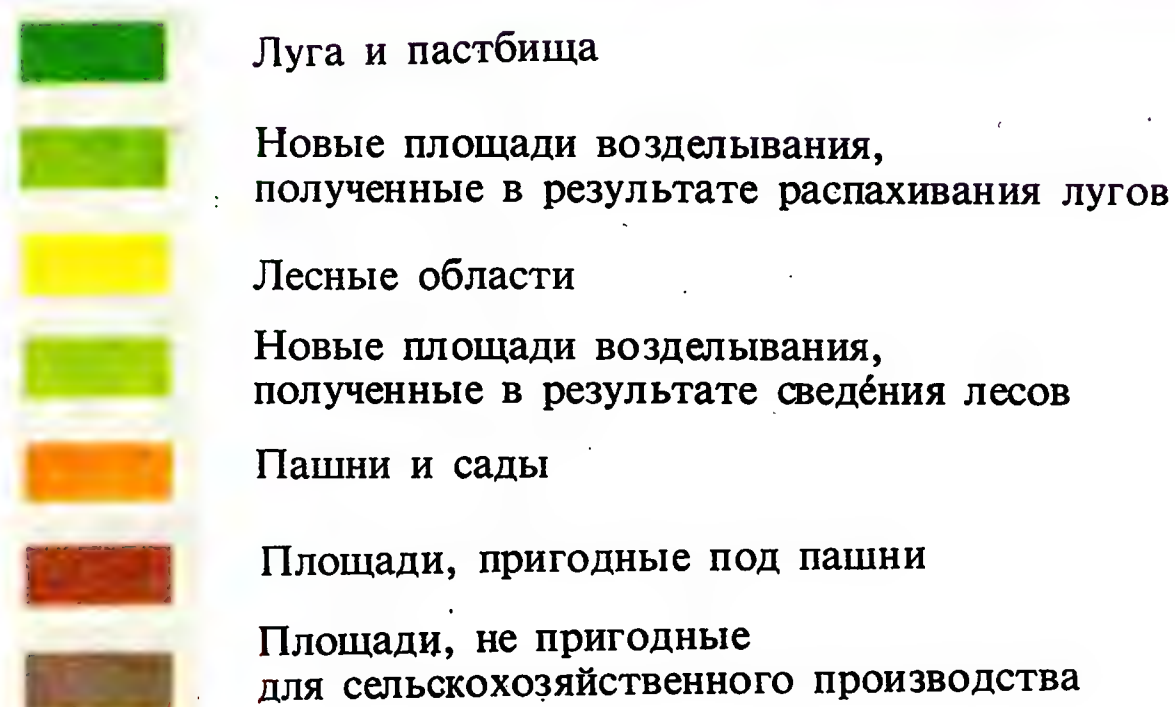 Луга и пастбища
Новые площади возделывания,
полученные в результате распахивания лугов
Лесные области
Новые площади возделывания,
полученные в результате сведе́ния лесов
Пашни и сады
Площади, пригодные под пашни
Площади, не пригодные
для сельскохозяйственного производства